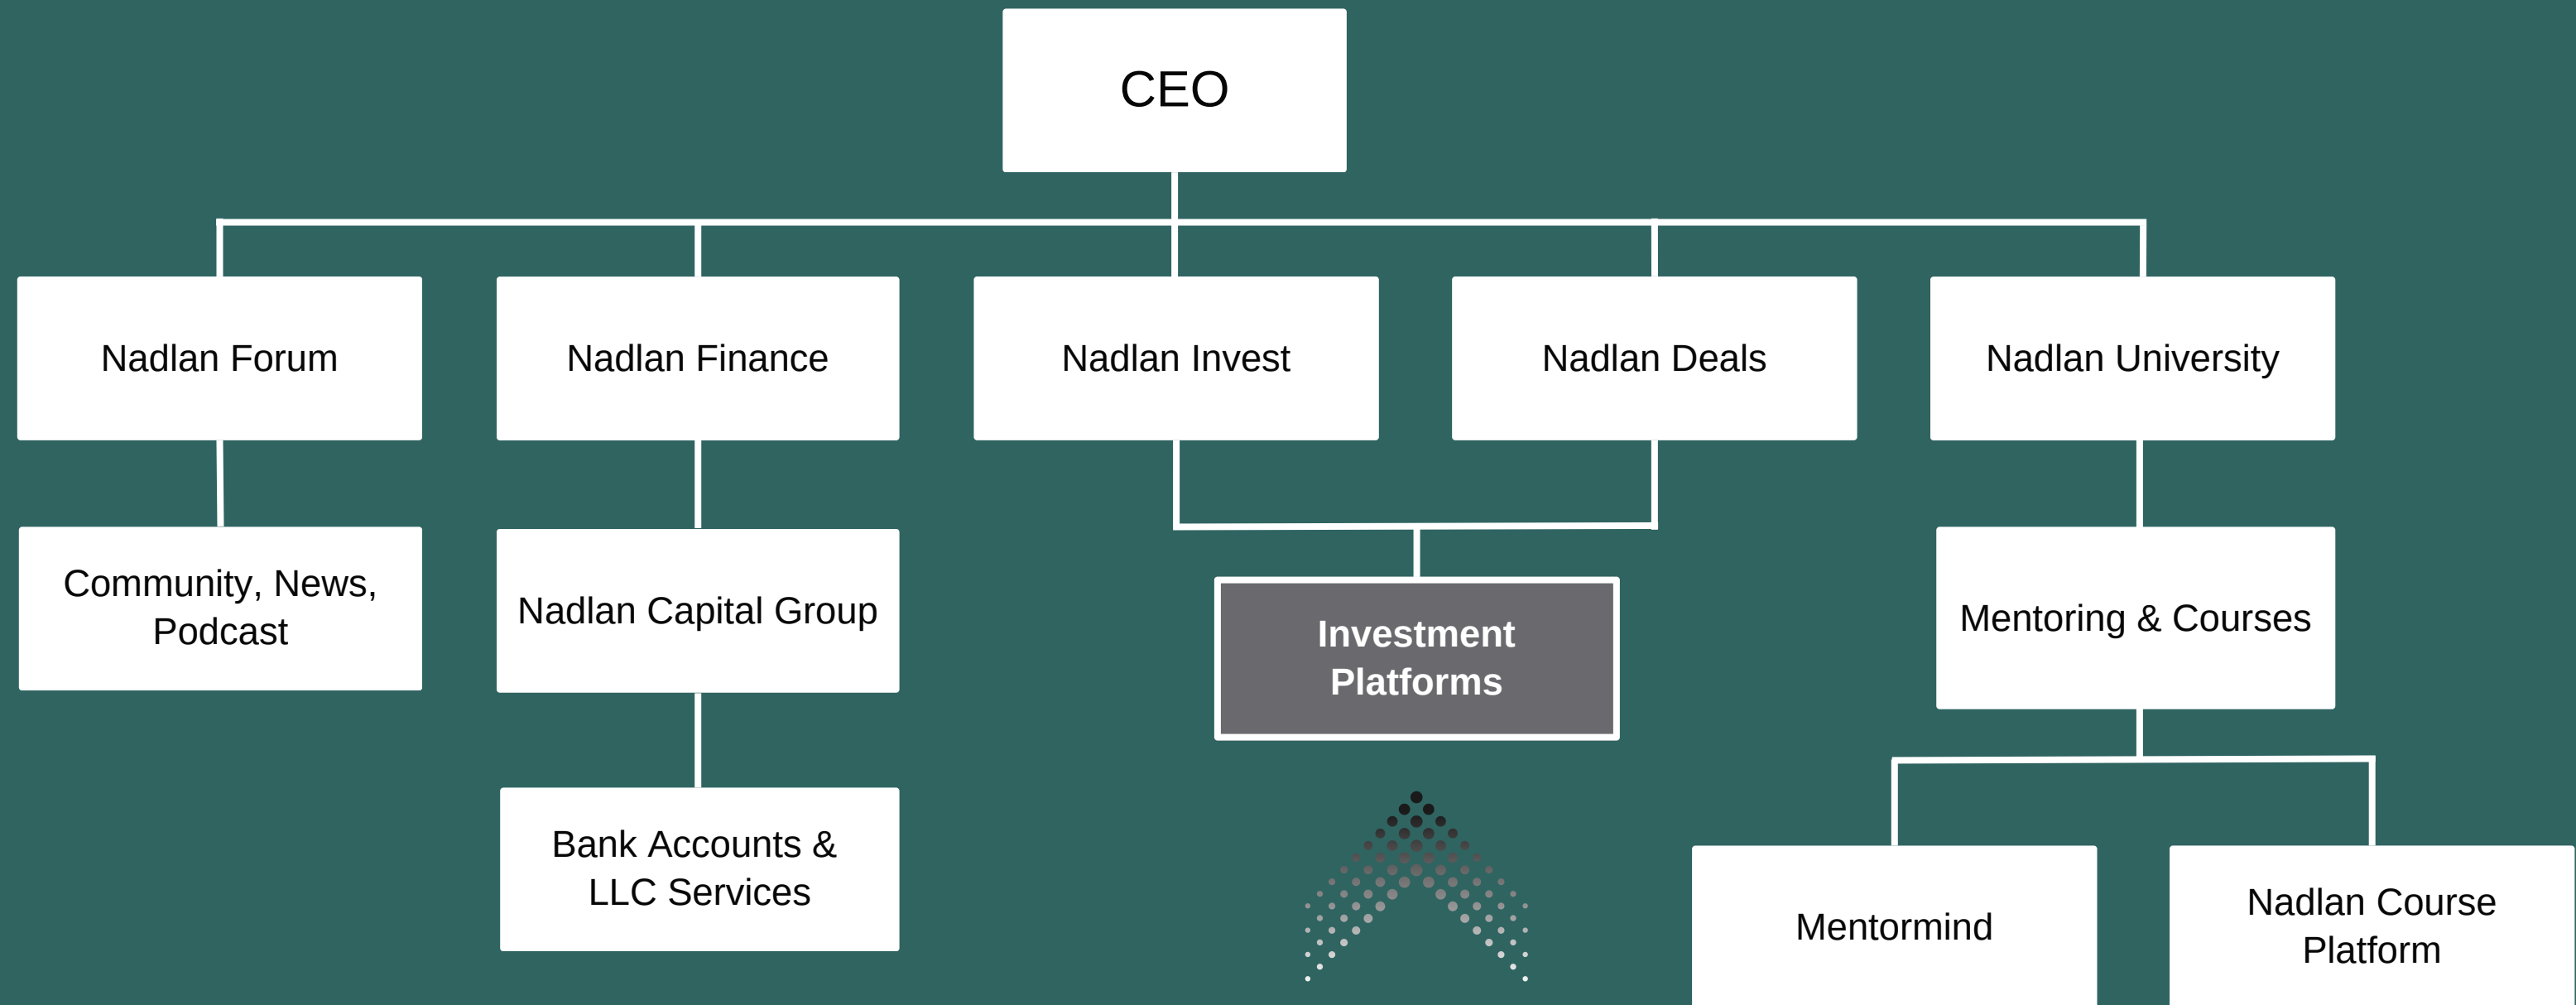 CEO
Nadlan Forum
Nadlan Finance
Nadlan Invest
Nadlan Deals
Nadlan University
Community, News,
Podcast
Nadlan Capital Group
Investment
Platforms
Mentoring & Courses
Bank Accounts &
LLC Services
Mentormind
Nadlan Course
Platform